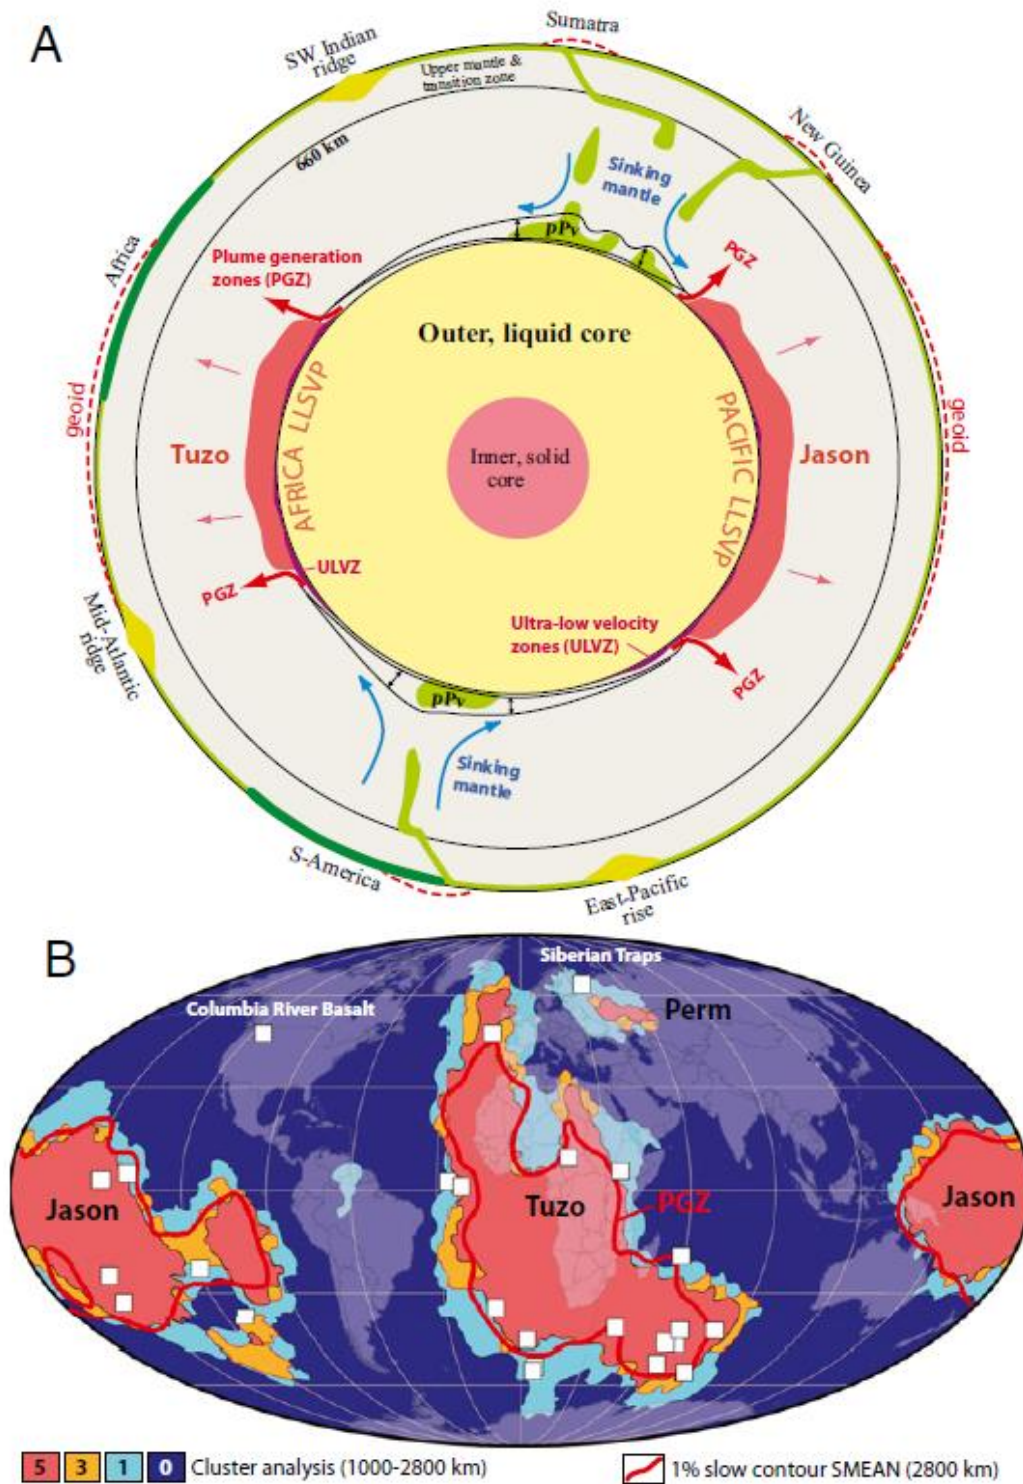 A
Sumatra
SW Indian
ridge
Upper mantle &
transition zone
New Guinea
660 km
Sinking
mantle
Africa
pPv
PGZ
Plume generation
zones (PGZ)
Outer, liquid core
geoid
Tuzo
AFRICA LLSVP
Inner, solid
core
PACIFIC LLSVP
Jason
geoid
ULVZ
PGZ
Ultra-low velocity
zones (ULVZ)
Mid-Atlantic
ridge
PGZ
pPv
Sinking
mantle
S-America
East-Pacific
rise
B
Siberian Traps
Columbia River Basalt
Perm
Jason
Tuzo
PGZ
Jason
5 3 1 0 Cluster analysis (1000-2800 km)
1% slow contour SMEAN (2800 km)